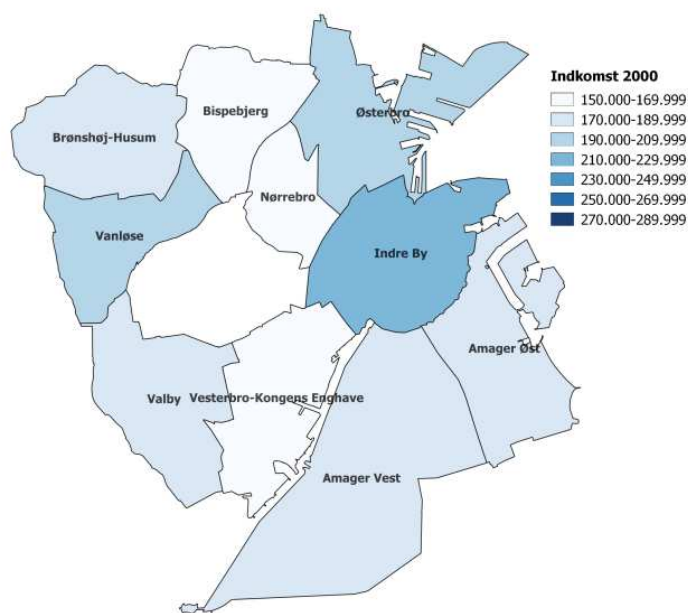 Indkomst 2000
150.000-169.999
170.000-189.999
190.000-209.999
210.000-229.999
230.000-249.999
250.000-269.999
270.000-289.999
Bispebjerg
Østerbro
Brønshøj-Husum
Nørrebro
Vanløse
Indre By
Amager Øst
Valby
Vesterbro-Kongens Enghave
Amager Vest